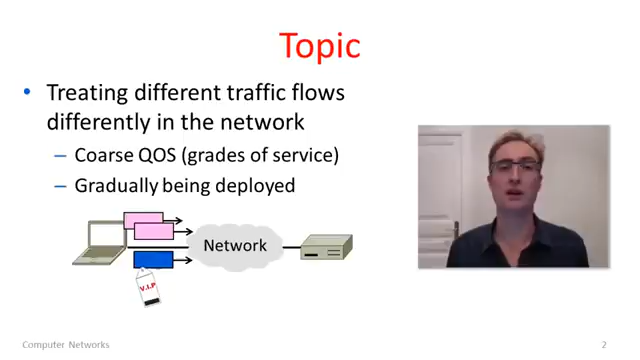 Topic
• Treating different traffic flows
differently in the network
– Coarse QOS (grades of service)
– Gradually being deployed
Network
V.I.P
Computer Networks
2